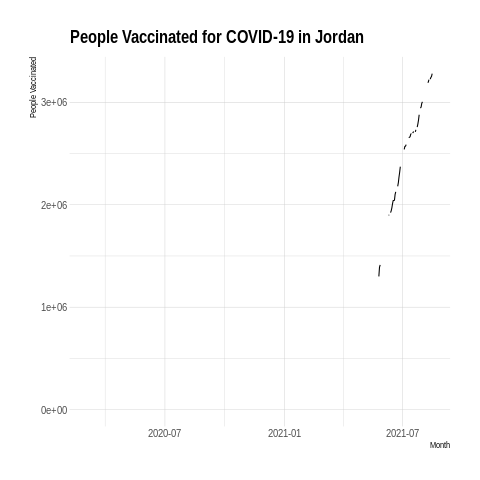 People Vaccinated for COVID-19 in Jordan
People Vaccinated
3e+06
2e+06
1e+06
0e+00
2020-07
2021-01
2021-07
Month